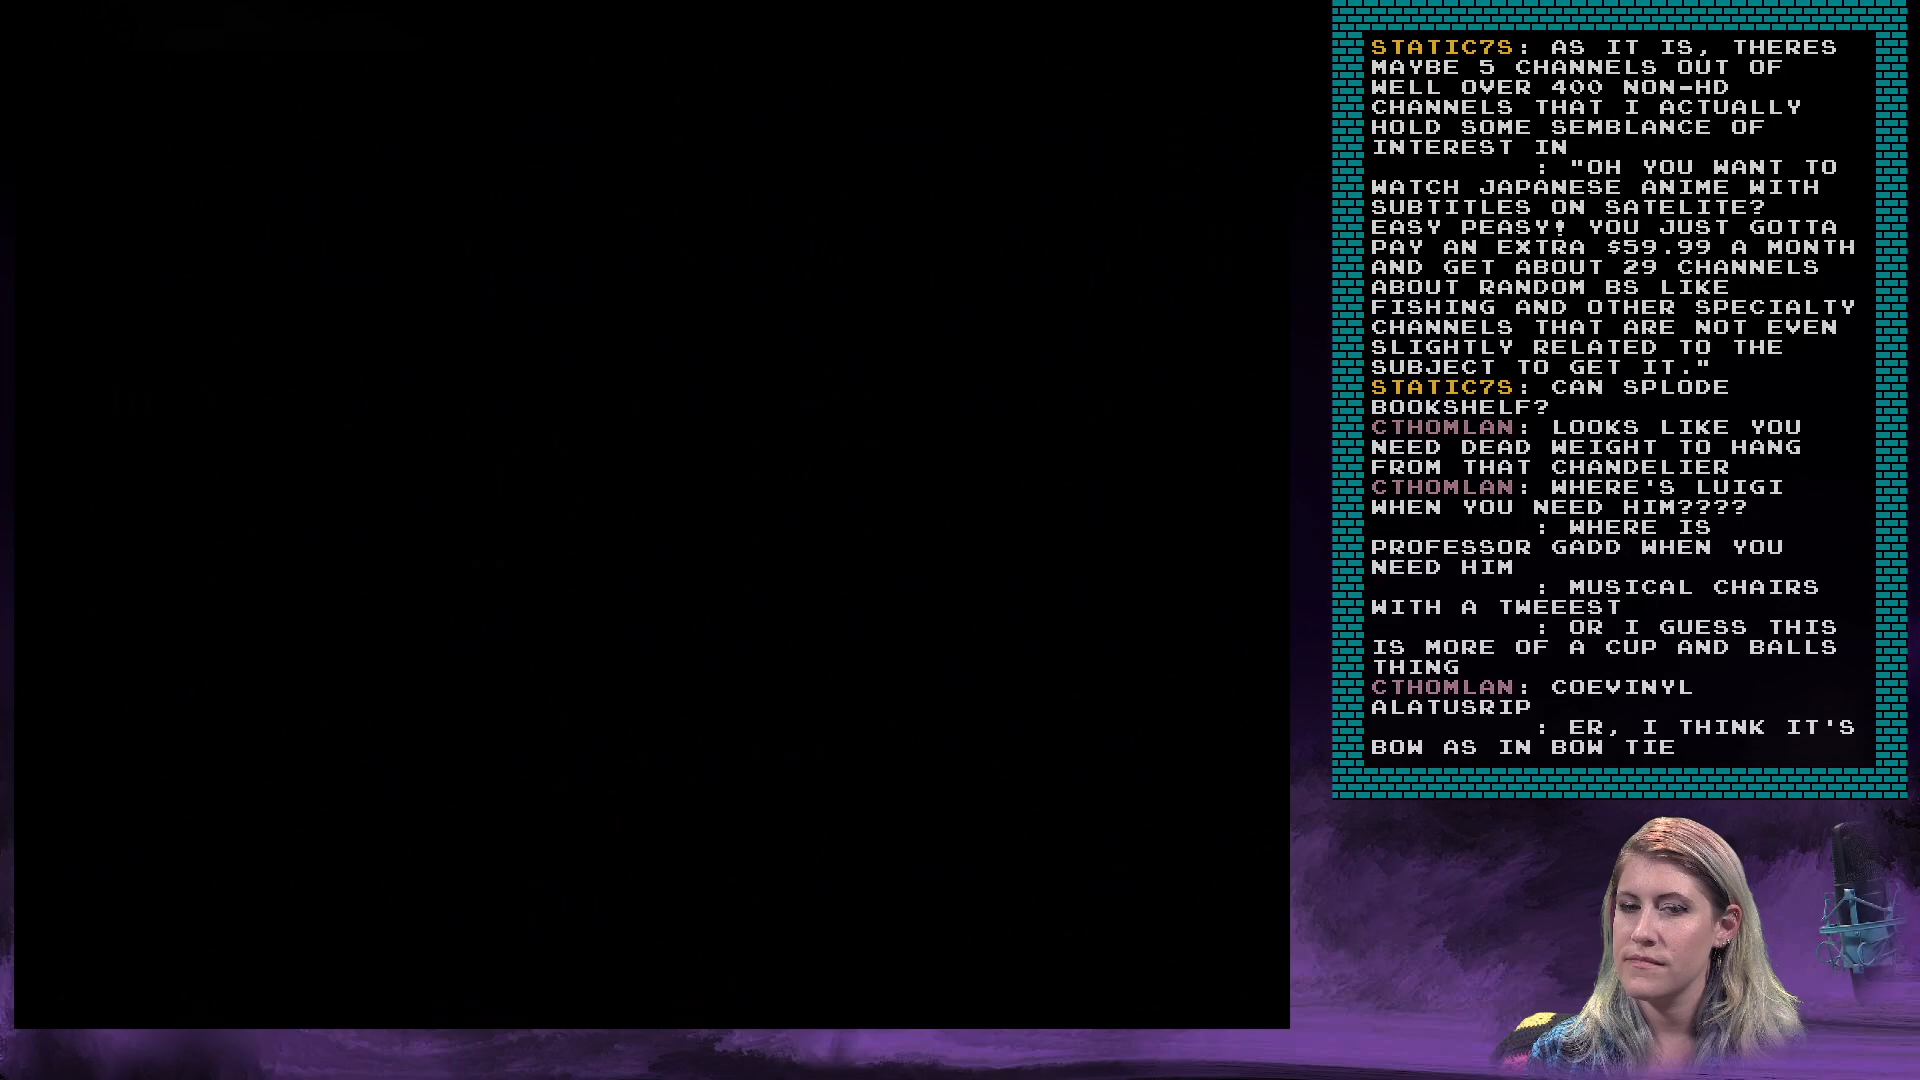 STATIC7S: AS IT IS, THERES
MAYBE 5 CHANNELS OUT OF
WELL OVER 400 NON-HD
CHANNELS THAT I ACTUALLY
HOLD SOME SEMBLANCE OF
INTEREST IN
: "OH YOU WANT TO
WATCH JAPANESE ANIME WITH
SUBTITLES ON SATELITE?
EASY PEASY! YOU JUST GOTTA
PAY AN EXTRA $59.99 A MONTH
AND GET ABOUT 29 CHANNELS
ABOUT RANDOM BS LIKE
FISHING AND OTHER SPECIALTY
CHANNELS THAT ARE NOT EVEN
SLIGHTLY RELATED TO THE
SUBJECT TO GET IT."
STATIC7S: CAN SPLODE
BOOKSHELF?
CTHOMLAN: LOOKS LIKE YOU
NEED DEAD WEIGHT TO HANG
FROM THAT CHANDELIER
CTHOMLAN: WHERE'S LUIGI
WHEN YOU NEED HIM????
: WHERE IS
PROFESSOR GADD WHEN YOU
NEED HIM
: MUSICAL CHAIRS
WITH A TWEEEST
: OR I GUESS THIS
IS MORE OF A CUP AND BALLS
THING
CTHOMLAN: COEVINYL
ALATUSRIP
: ER, I THINK IT'S
BOW AS IN BOW TIE